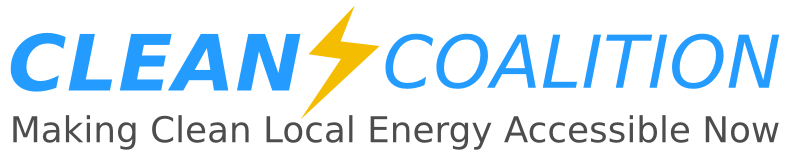 CLEAN COALITION
Making Clean Local Energy Accessible Now